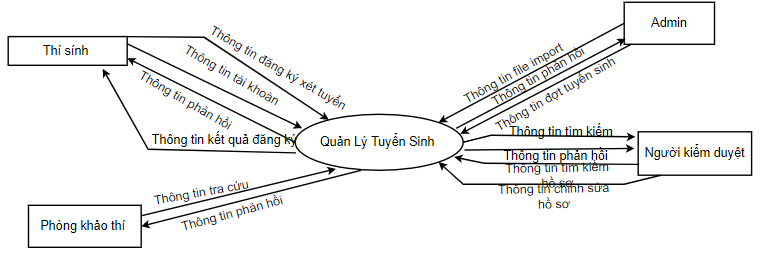 Admin
Thí sính
Thông tin đăng ký xét tuyển
Thông tin tài khoản
Thông tin phản hồi
Thông tin kết quả đăng ký
Thông tin file import
Thông tin phản hồi
Thông tin đợt tuyển sinh
Quản Lý Tuyển Sinh
Thông tin tìm kiếm
Thông tin phản hồi
Thông tin tìm kiếm
hồ sơ
Thông tin chỉnh sửa
hồ sơ
Người kiểm duyệt
Thông tin tra cứu
Thông tin phản hồi
Phòng khảo thí